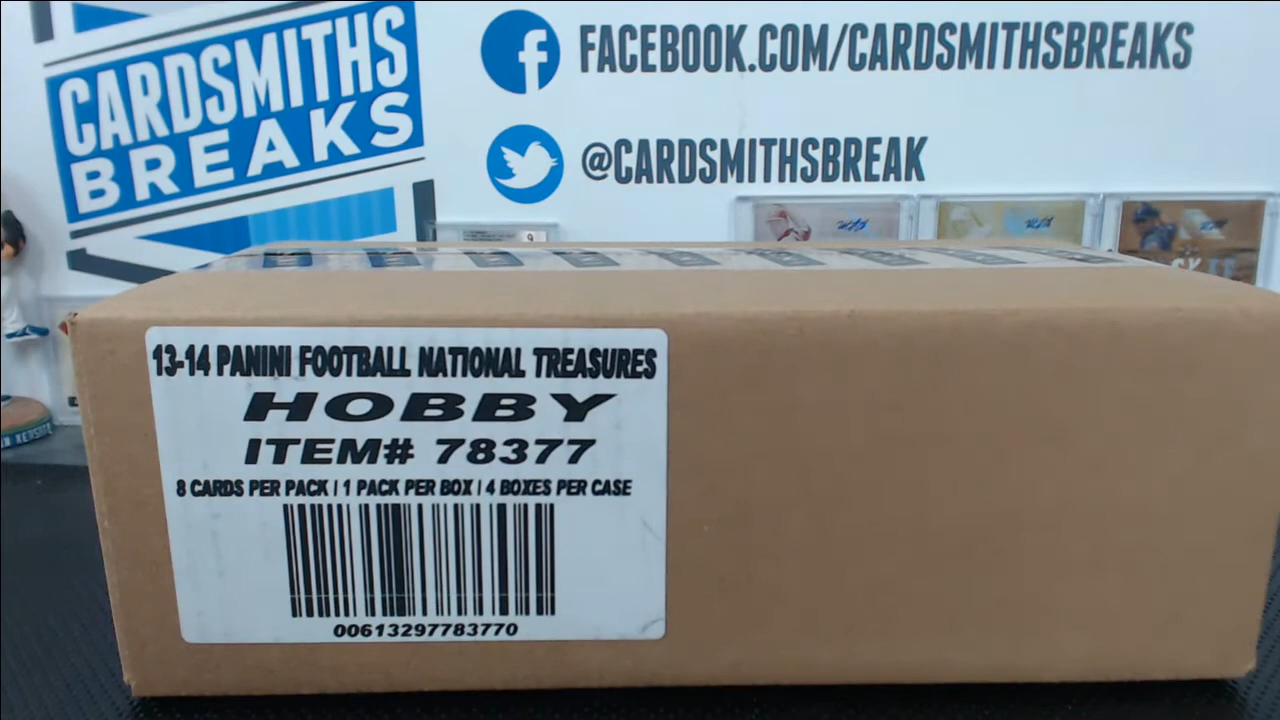 CARDSMITHS
BREAKS
FACEBOOK.COM/CARDSMITHSBREAKS
@CARDSMITHSBREAK
9
13-14 PANINI FOOTBALL NATIONAL TREASURES
HOBBY
ITEM# 78377
8 CARDS PER PACK | 1 PACK PER BOX | 4 BOXES PER CASE
00613297783770